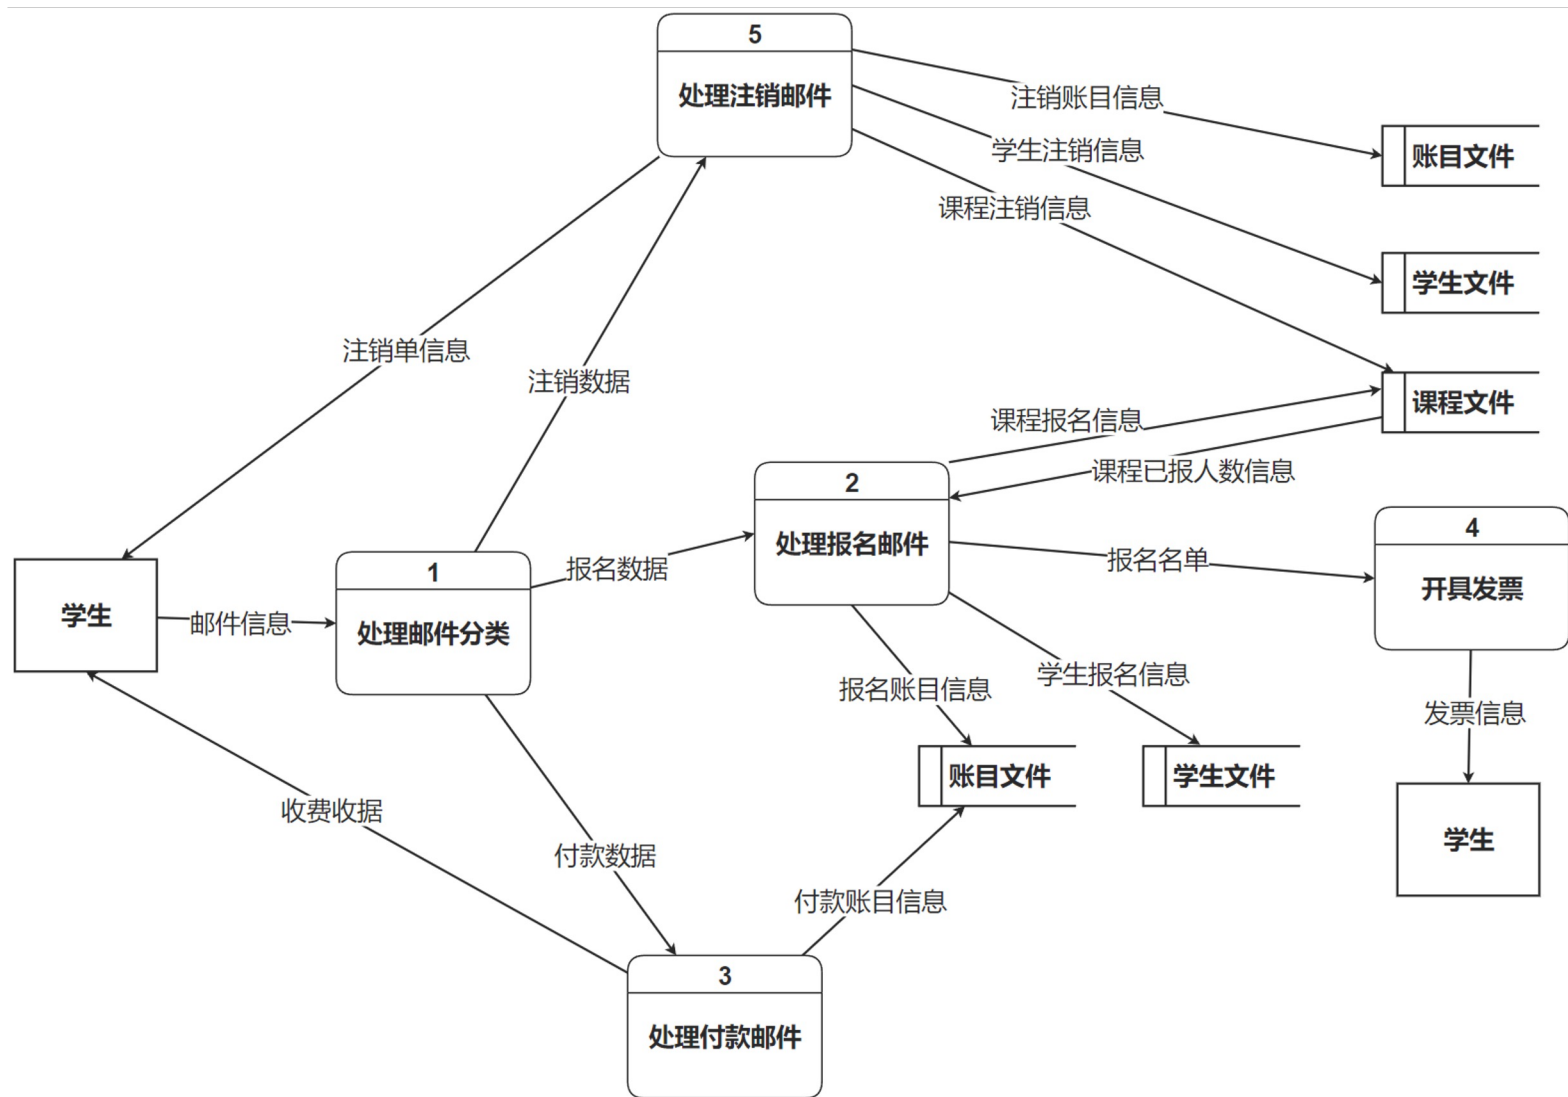 5
处理注销邮件
注销账目信息
学生注销信息
账目文件
课程注销信息
学生文件
注销单信息
注销数据
课程文件
课程报名信息
课程已报人数信息
2
处理报名邮件
4
开具发票
报名名单
1
处理邮件分类
报名数据
学生
邮件信息
学生报名信息
报名账目信息
发票信息
账目文件
学生文件
收费收据
付款数据
学生
付款账目信息
3
处理付款邮件